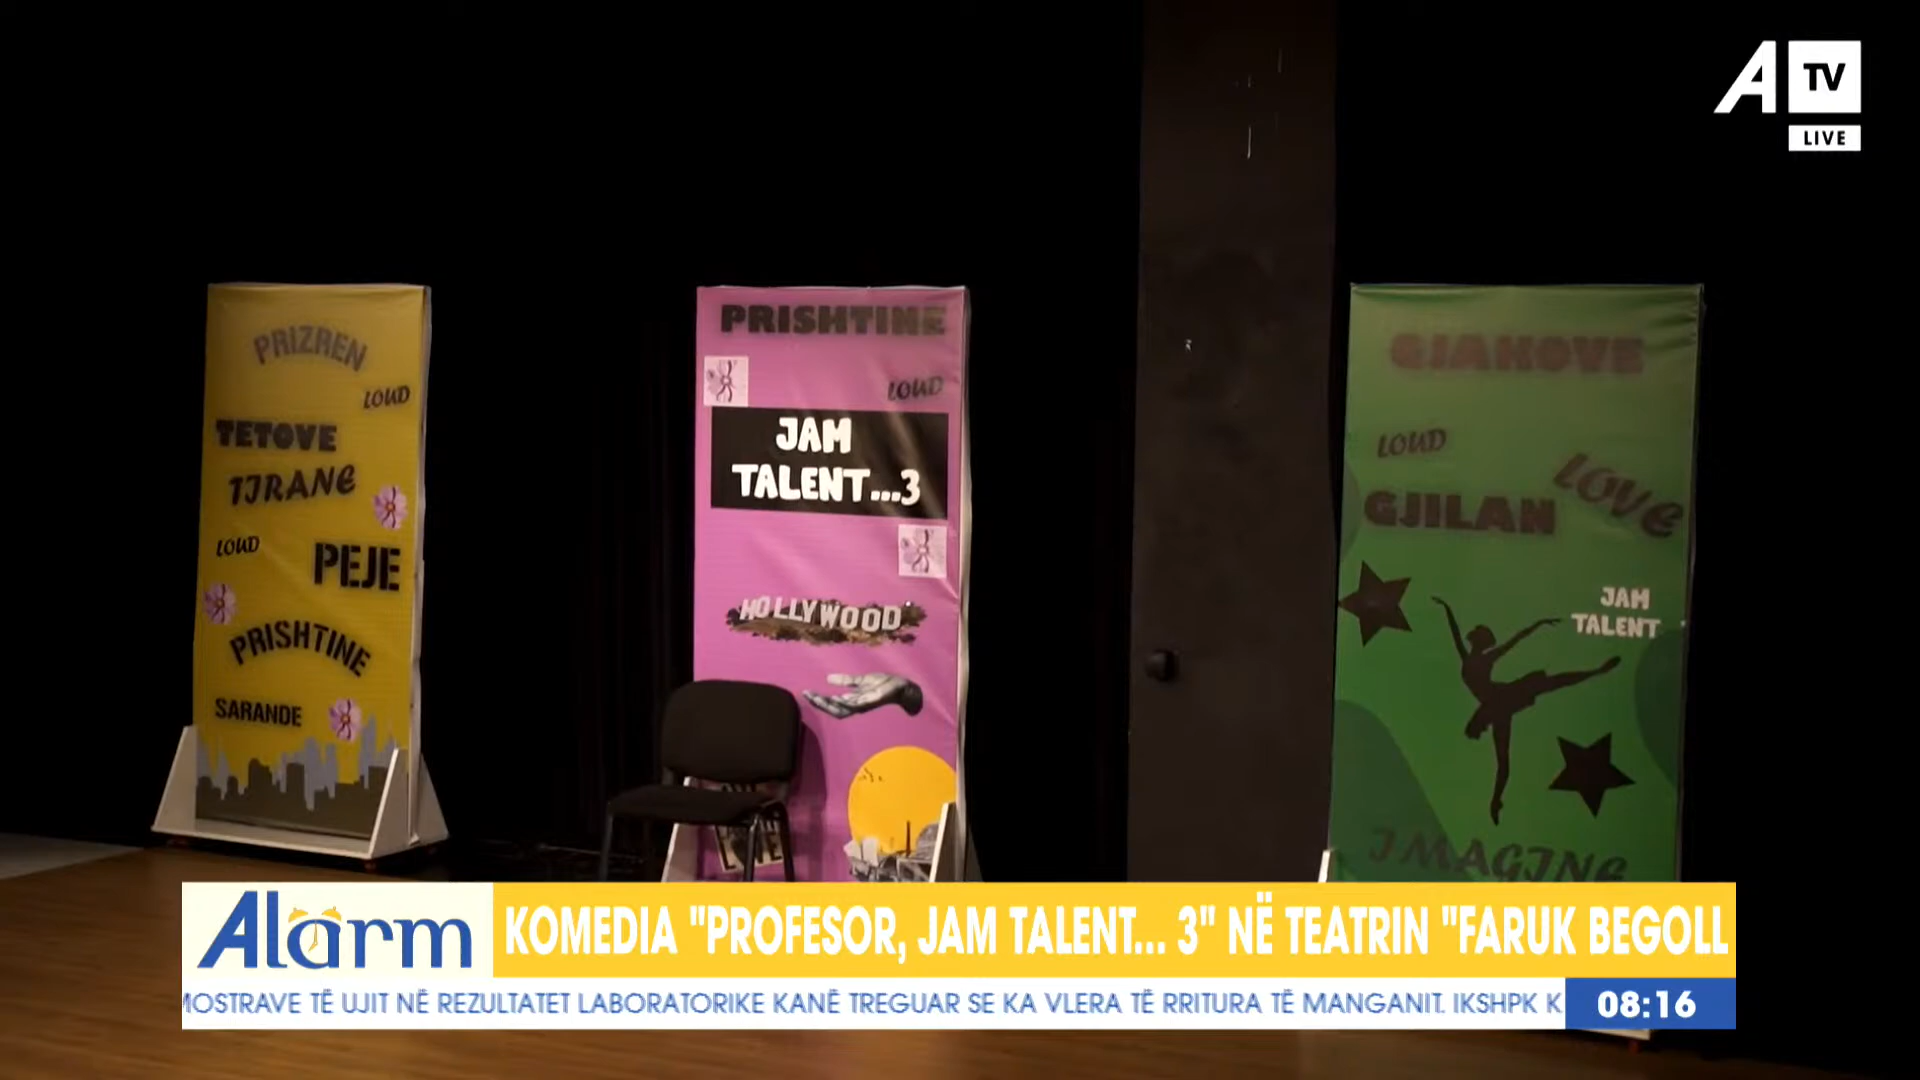 A TV
LIVE
PRIZREN
LOUD
TETOVE
TIRANE
LOUD
PEJE
PRISHTINE
SARANDE
PRISHTINE
LOUD
JAM
TALENT...3
HOLLYWOOD
GJAKOVE
LOUD
LOVE
GJILAN
JAM
TALENT
IMAGINE
Alarm
KOMEDIA "PROFESOR, JAM TALENT... 3" NË TEATRIN "FARUK BEGOLL
MOSTRAVE TË UJIT NË REZULTATET LABORATORIKE KANË TREGUAR SE KA VLERA TË RRITURA TË MANGANIT. IKSHPK K
08:16